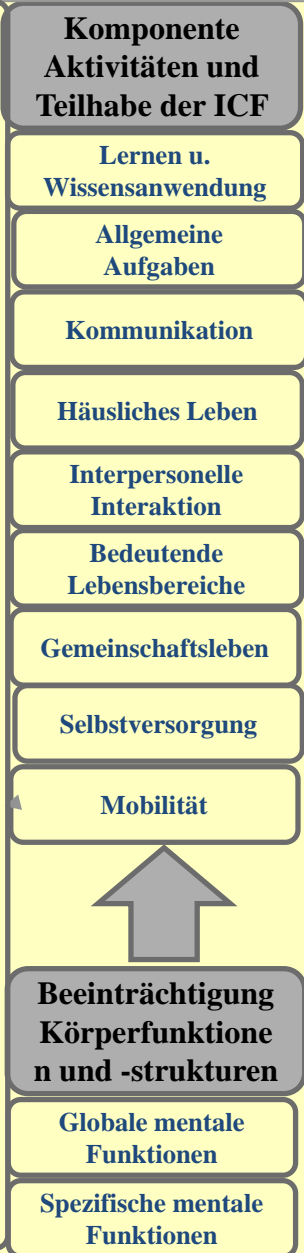 Komponente
Aktivitäten und
Teilhabe der ICF
Lernen u.
Wissensanwendung
Allgemeine
Aufgaben
Kommunikation
Häusliches Leben
Interpersonelle
Interaktion
Bedeutende
Lebensbereiche
Gemeinschaftsleben
Selbstversorgung
Mobilität
Beeinträchtigung
Körperfunktione
n und -strukturen
Globale mentale
Funktionen
Spezifische mentale
Funktionen